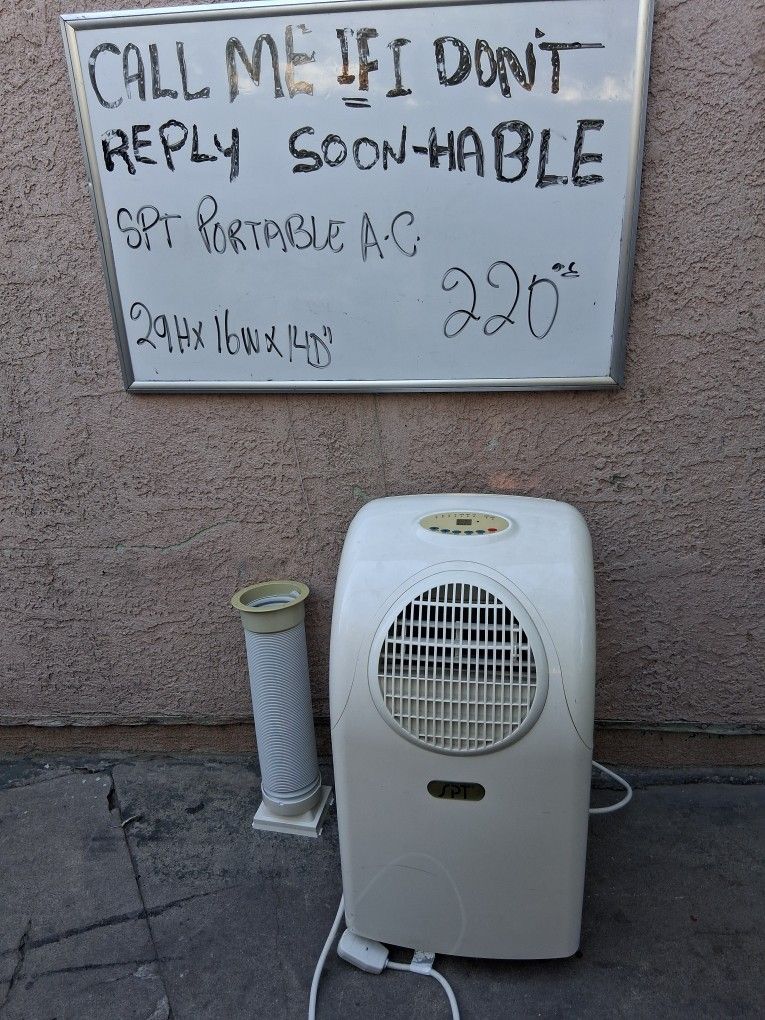 CALL ME IF I DON'T
REPLY SOON-HABLE
SPT PORTABLE A.C.
220
29H X 16W X 14D"
SPT